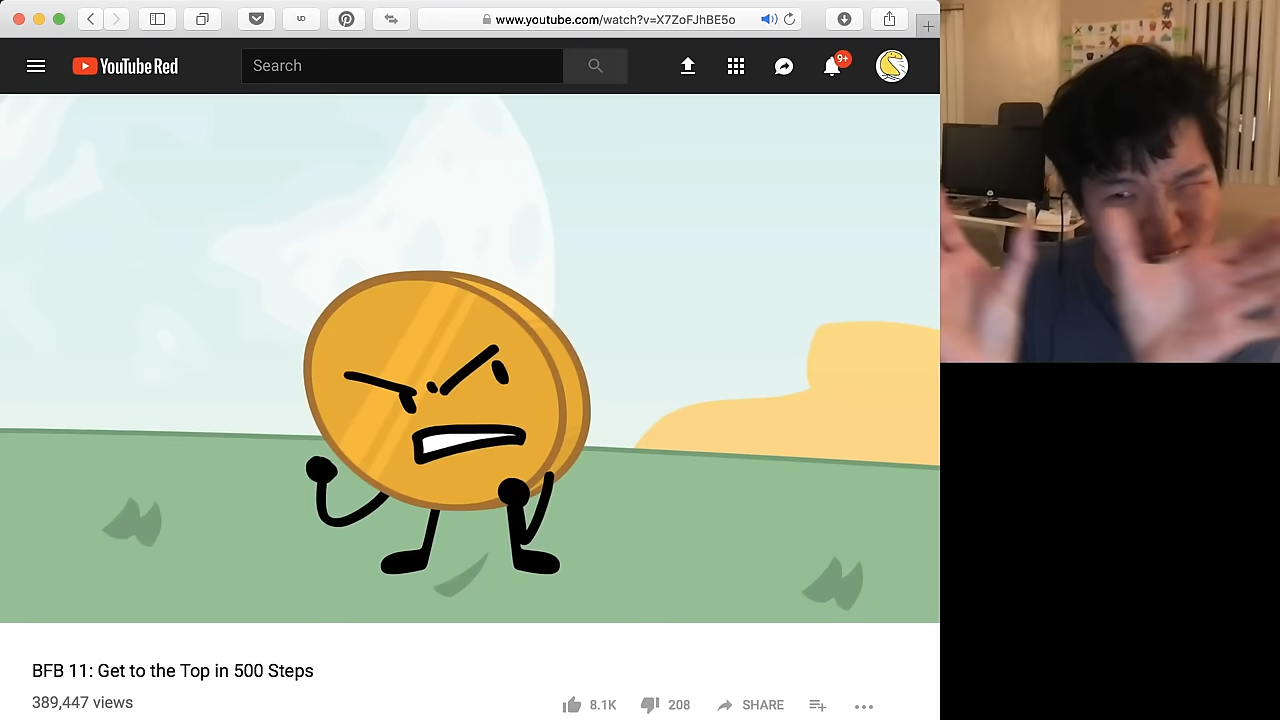 www.youtube.com/watch?v=X7ZoFJhBE5o
YouTube Red
Search
9+
BFB 11: Get to the Top in 500 Steps
389,447 views
8.1K
208
SHARE